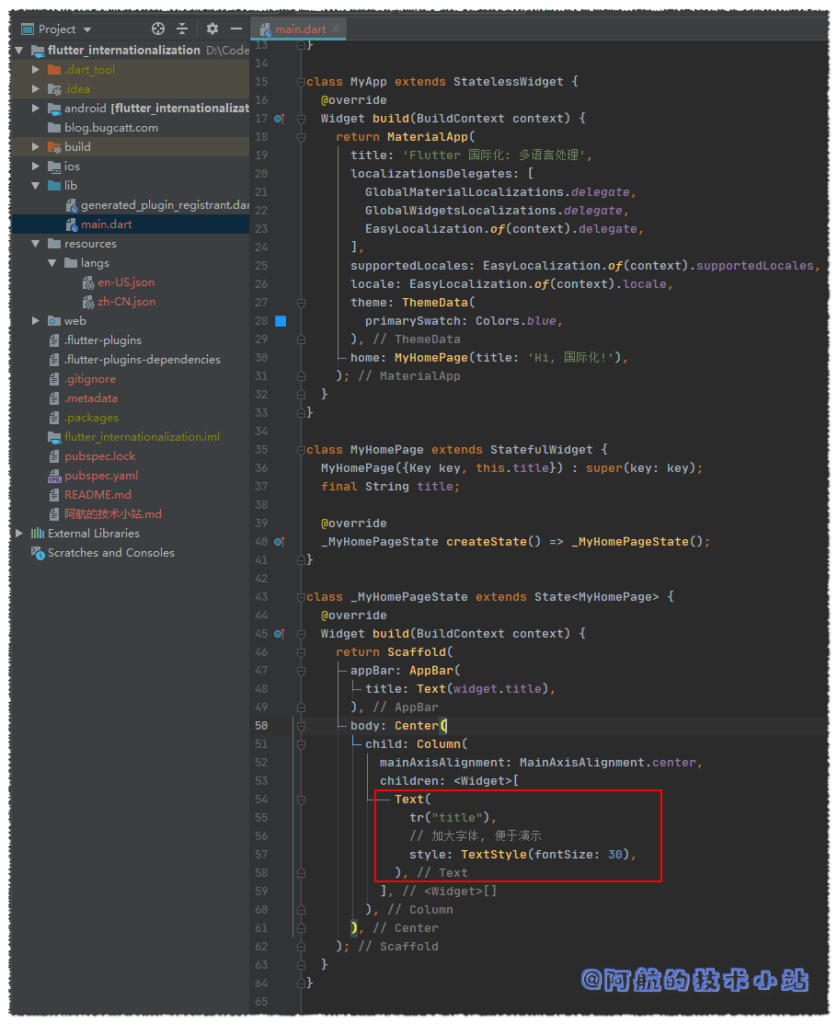 Project
main.dart
flutter_internationalization D:\Code
.dart_tool
.idea
android [flutter_internationalizat
blog.bugcatt.com
build
ios
lib
generated_plugin_registrant.dar
main.dart
resources
langs
en-US.json
zh-CN.json
web
.flutter-plugins
.flutter-plugins-dependencies
.gitignore
.metadata
.packages
flutter_internationalization.iml
pubspec.lock
pubspec.yaml
README.md
阿航的技术小站.md
External Libraries
Scratches and Consoles
13 }
14
15 class MyApp extends StatelessWidget {
16 @override
17 Widget build(BuildContext context) {
18 return MaterialApp(
19 title: 'Flutter 国际化: 多语言处理',
20 localizationsDelegates: [
21 GlobalMaterialLocalizations.delegate,
22 GlobalWidgetsLocalizations.delegate,
23 EasyLocalization.of(context).delegate,
24 ],
25 supportedLocales: EasyLocalization.of(context).supportedLocales,
26 locale: EasyLocalization.of(context).locale,
27 theme: ThemeData(
28 primarySwatch: Colors.blue,
29 ), // ThemeData
30 home: MyHomePage(title: 'Hi, 国际化!'),
31 ); // MaterialApp
32 }
33 }
34
35 class MyHomePage extends StatefulWidget {
36 MyHomePage({Key key, this.title}) : super(key: key);
37 final String title;
38
39 @override
40 _MyHomePageState createState() => _MyHomePageState();
41 }
42
43 class _MyHomePageState extends State<MyHomePage> {
44 @override
45 Widget build(BuildContext context) {
46 return Scaffold(
47 appBar: AppBar(
48 title: Text(widget.title),
49 ), // AppBar
50 body: Center(
51 child: Column(
52 mainAxisAlignment: MainAxisAlignment.center,
53 children: <Widget>[
54 Text(
55 tr("title"),
56 // 加大字体, 便于演示
57 style: TextStyle(fontSize: 30),
58 ), // Text
59 ], // <Widget>[]
60 ), // Column
61 ), // Center
62 ); // Scaffold
63 }
64 }
65
@阿航的技术小站